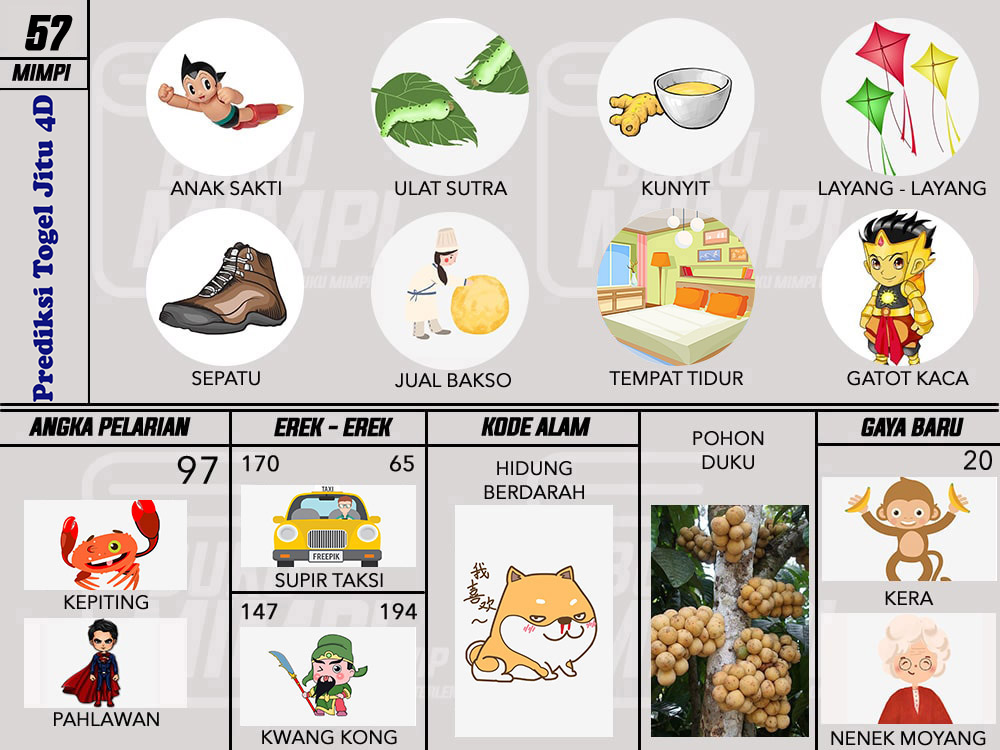 57
MIMPI
Prediksi Togel Jitu 4D
ANAK SAKTI
ULAT SUTRA
KUNYIT
LAYANG - LAYANG
SEPATU
JUAL BAKSO
TEMPAT TIDUR
GATOT KACA
ANGKA PELARIAN
97
KEPITING
PAHLAWAN
EREK - EREK
170 65
TAXI
FREEPIK
SUPIR TAKSI
147 194
KWANG KONG
KODE ALAM
HIDUNG
BERDARAH
我
喜
欢
~
POHON
DUKU
GAYA BARU
20
KERA
NENEK MOYANG
BUKU
MIMPI